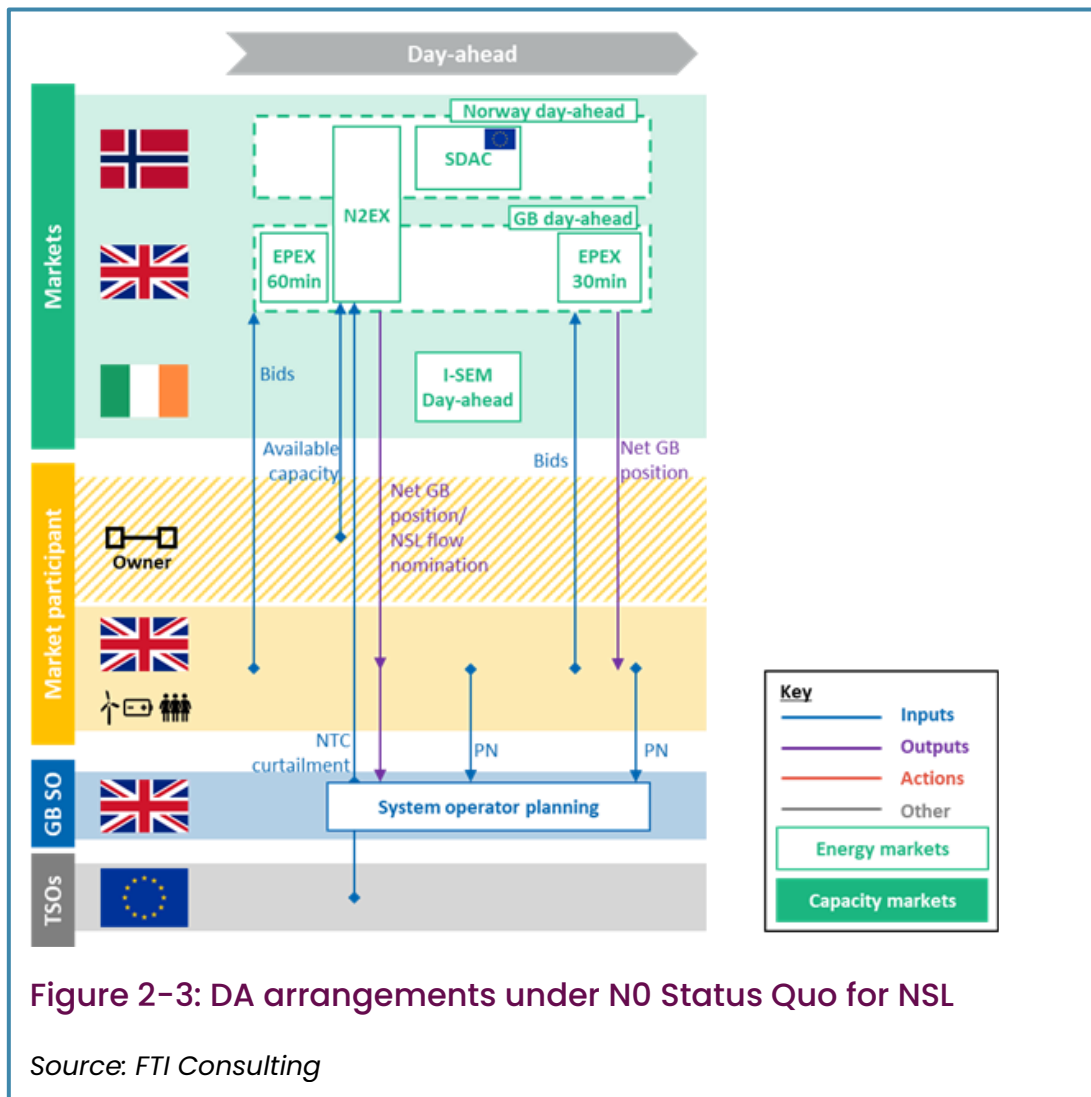 Day-ahead
Markets
Norway day-ahead
SDAC
N2EX
GB day-ahead
EPEX
60min
EPEX
30min
I-SEM
Day-ahead
Bids
Available
capacity
Net GB
position/
NSL flow
nomination
Bids
Net GB
position
Market participant
Owner
NTC
curtailment
PN
PN
GB SO
System operator planning
TSOs
Key
Inputs
Outputs
Actions
Other
Energy markets
Capacity markets
Figure 2-3: DA arrangements under N0 Status Quo for NSL
Source: FTI Consulting